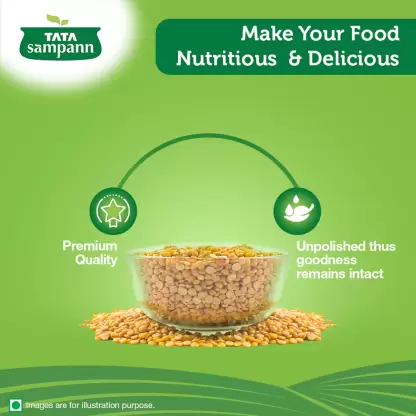 TATA
sampann
Make Your Food
Nutritious & Delicious
Premium
Quality
Unpolished thus
goodness
remains intact
Images are for illustration purpose.